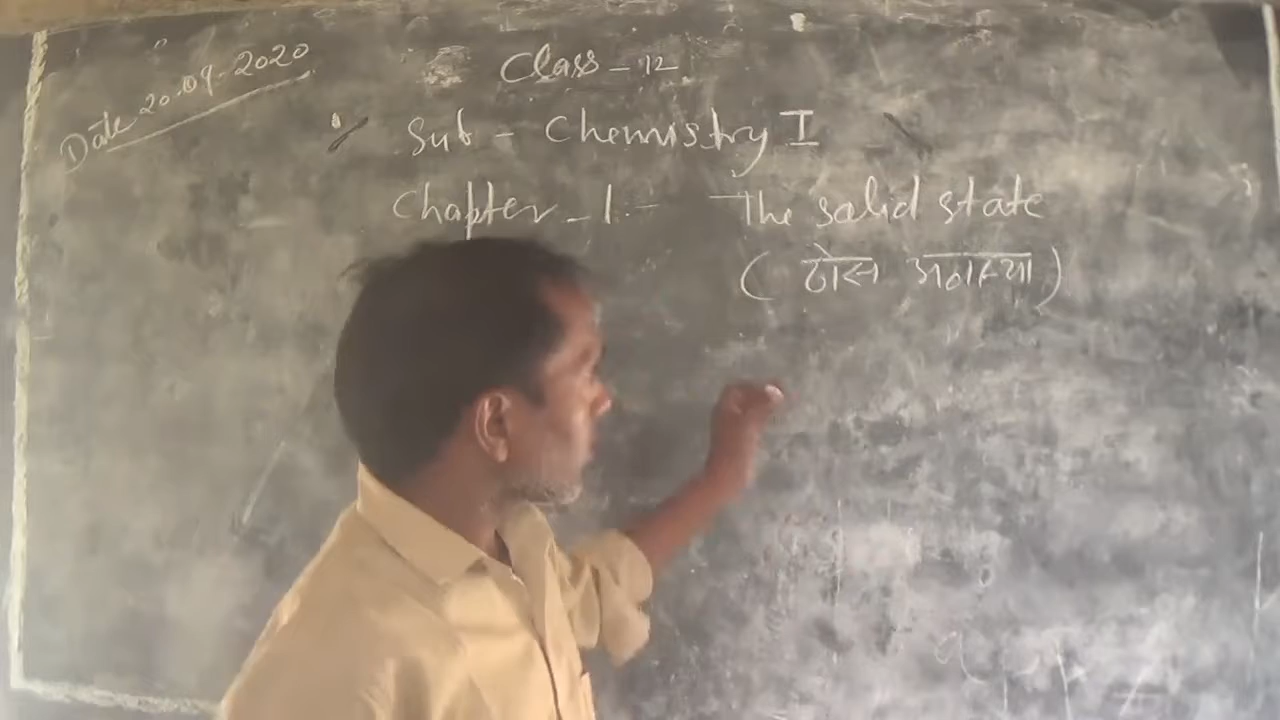 Date 20.09-2020
Class - 12
Sub - Chemistry I
Chapter - 1 :- The solid state
( ठोस अवस्था )